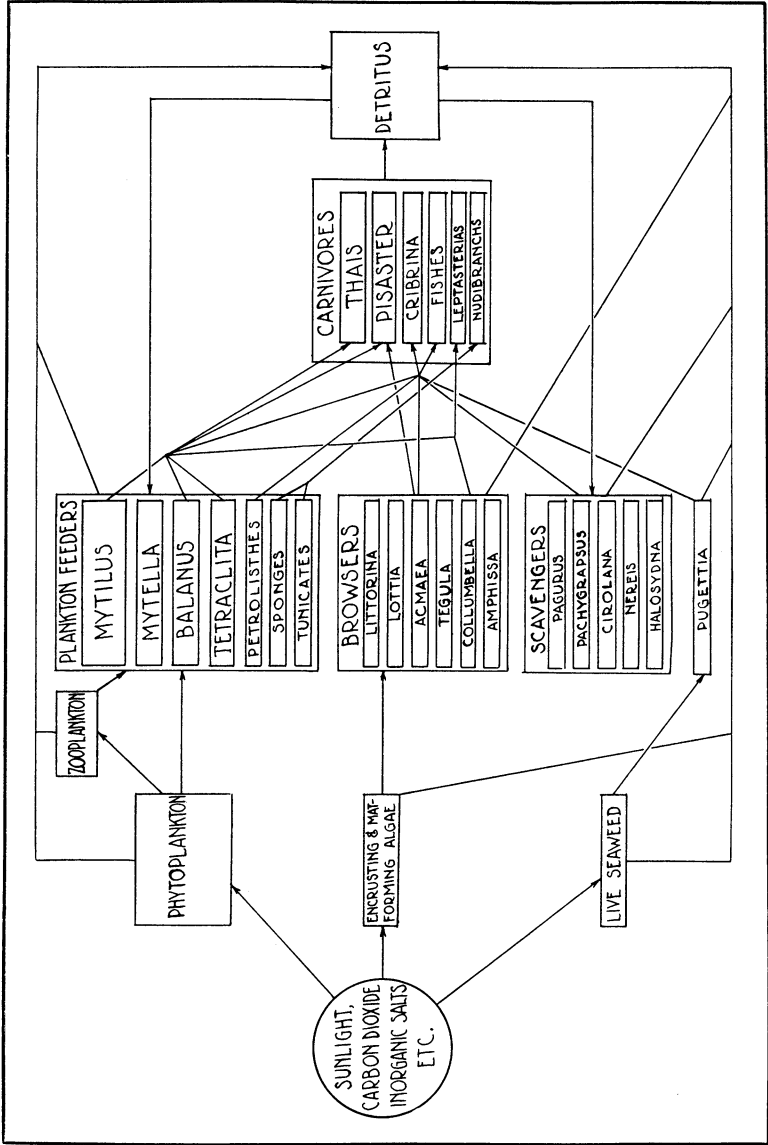 SUNLIGHT,
CARBON DIOXIDE
INORGANIC SALTS
ETC.
PHYTOPLANKTON
ENCRUSTING & MAT-
FORMING ALGAE
LIVE SEAWEED
ZOOPLANKTON
PLANKTON FEEDERS
MYTILUS
MYTELLA
BALANUS
TETRACLITA
PETROLISTHES
SPONGES
TUNICATES
BROWSERS
LITTORINA
LOTTIA
ACMAEA
TEGULA
COLLUMBELLA
AMPHISSA
SCAVENGERS
PAGURUS
PACHYGRAPSUS
CIROLANA
NEREIS
HALOSYDNA
PUGETTIA
CARNIVORES
THAIS
PISASTER
CRIBRINA
FISHES
LEPTASTERIAS
NUDIBRANCHS
DETRITUS